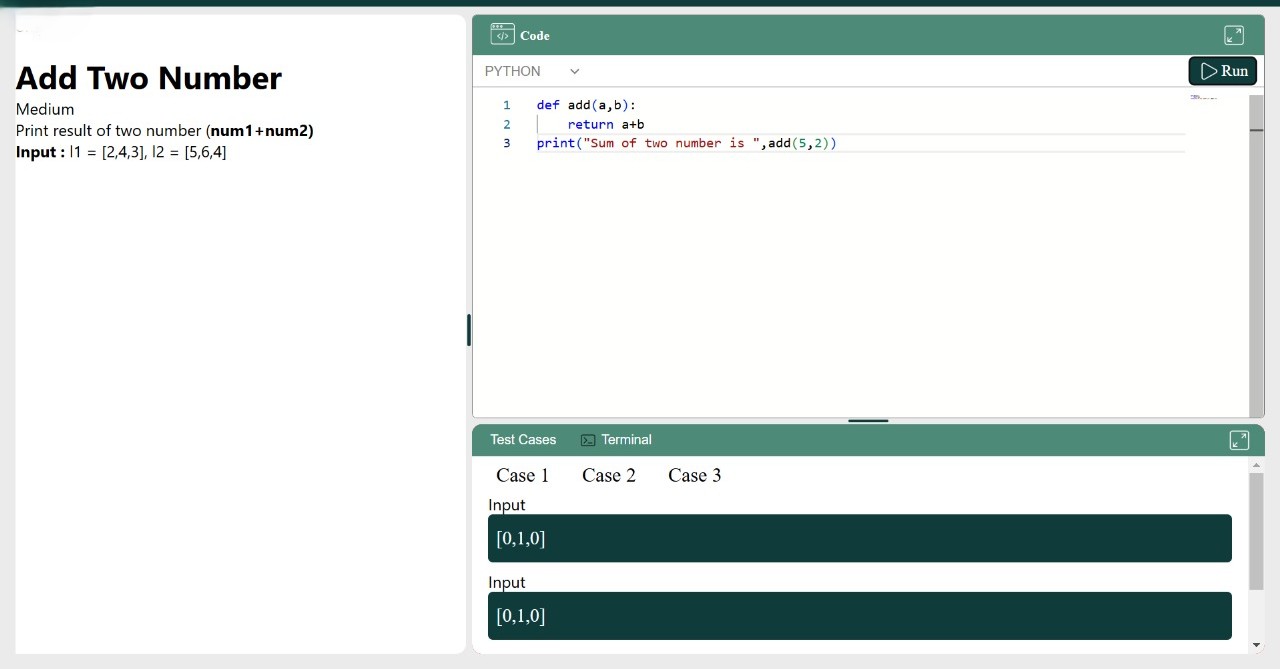 Add Two Number
Medium
Print result of two number (num1+num2)
Input : l1 = [2,4,3], l2 = [5,6,4]
Code
PYTHON
Run
1 def add(a,b):
2     return a+b
3 print("Sum of two number is ",add(5,2))
Test Cases Terminal
Case 1 Case 2 Case 3
Input
[0,1,0]
Input
[0,1,0]